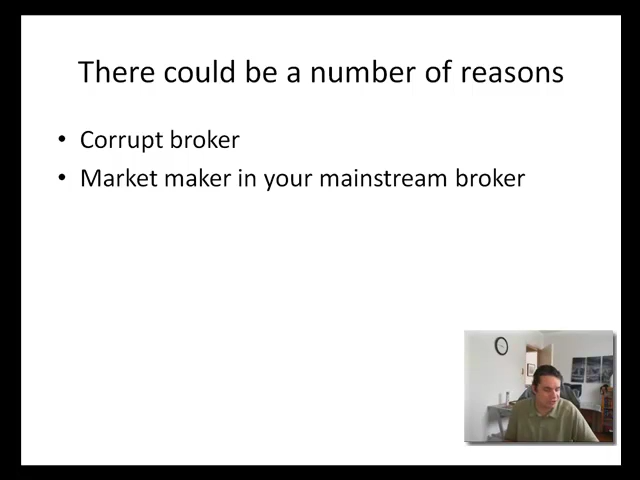 There could be a number of reasons
• Corrupt broker
• Market maker in your mainstream broker